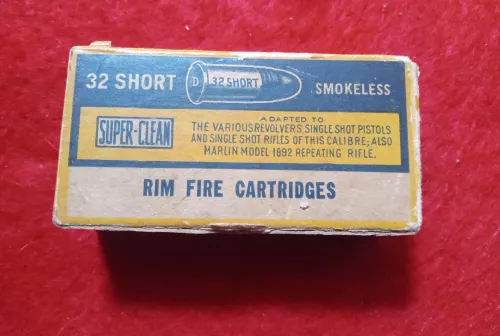 32 SHORT
D 32 SHORT
SMOKELESS
SUPER-CLEAN
ADAPTED TO
THE VARIOUS REVOLVERS, SINGLE SHOT PISTOLS
AND SINGLE SHOT RIFLES OF THIS CALIBRE; ALSO
MARLIN MODEL 1892 REPEATING RIFLE.
RIM FIRE CARTRIDGES